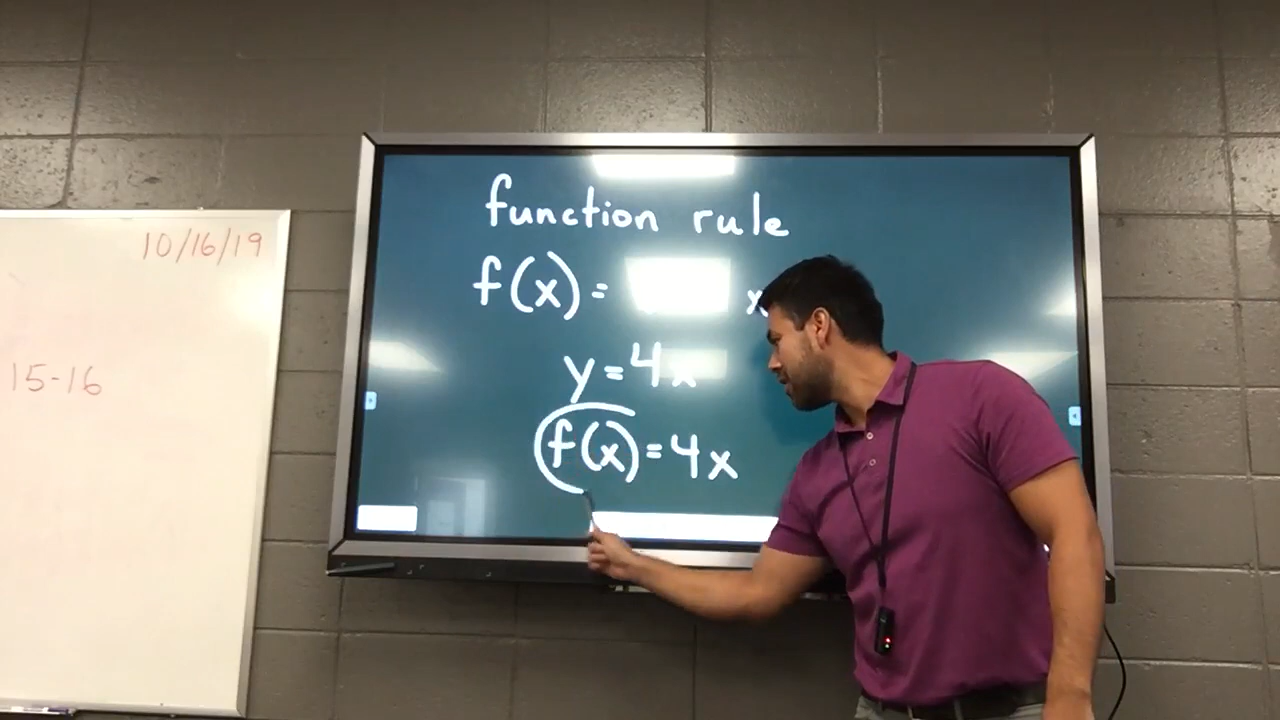 10/16/19
15-16
function rule
f(x)= x
y=4x
f(x)=4x